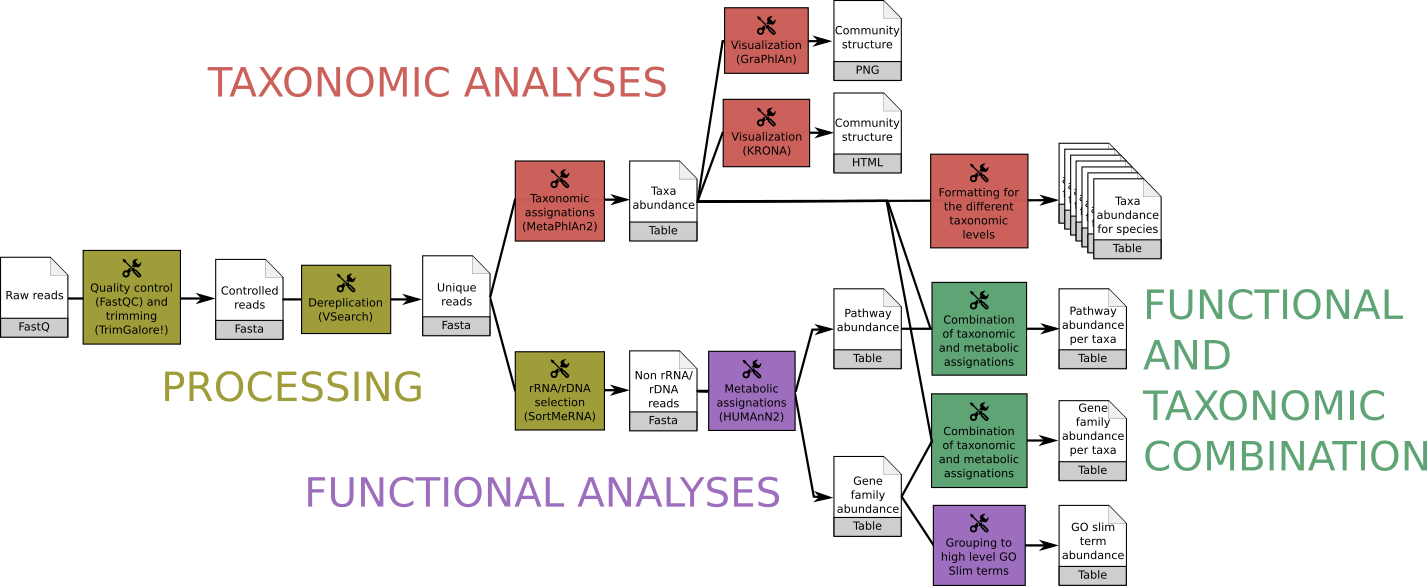 TAXONOMIC ANALYSES
Visualization
(GraPhlAn)
Community
structure
PNG
Visualization
(KRONA)
Community
structure
HTML
Taxonomic
assignations
(MetaPhlAn2)
Taxa
abundance
Table
Formatting for
the different
taxonomic
levels
Taxa
abundance
for species
Table
Raw reads
FastQ
Quality control
(FastQC) and
trimming
(TrimGalore!)
Controlled
reads
Fasta
Dereplication
(VSearch)
Unique
reads
Fasta
PROCESSING
rRNA/rDNA
selection
(SortMeRNA)
Non rRNA/
rDNA
reads
Fasta
Metabolic
assignations
(HUMAnN2)
Pathway
abundance
Table
Combination
of taxonomic
and metabolic
assignations
Pathway
abundance
per taxa
Table
FUNCTIONAL
AND
TAXONOMIC
COMBINATION
Combination
of taxonomic
and metabolic
assignations
Gene
family
abundance
per taxa
Table
FUNCTIONAL ANALYSES
Gene
family
abundance
Table
Grouping to
high level GO
Slim terms
GO slim
term
abundance
Table